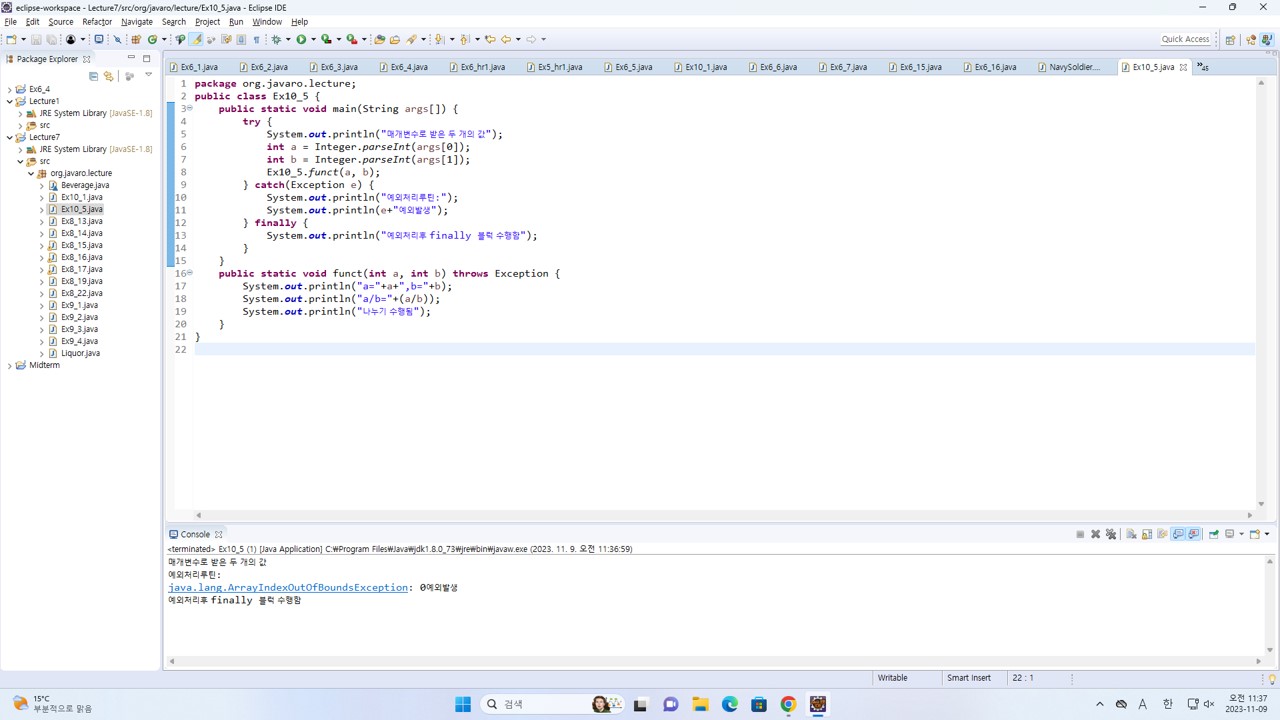 eclipse-workspace - Lecture7/src/org/javaro/lecture/Ex10_5.java - Eclipse IDE
File Edit Source Refactor Navigate Search Project Run Window Help
Quick Access
Package Explorer
Ex6_1.java Ex6_2.java Ex6_3.java Ex6_4.java Ex6_hr1.java Ex5_hr1.java Ex6_5.java Ex10_1.java Ex6_6.java Ex6_7.java Ex6_15.java Ex6_16.java NavySoldier.... Ex10_5.java »45
Ex6_4
Lecture1
JRE System Library [JavaSE-1.8]
src
Lecture7
JRE System Library [JavaSE-1.8]
src
org.javaro.lecture
Beverage.java
Ex10_1.java
Ex10_5.java
Ex8_13.java
Ex8_14.java
Ex8_15.java
Ex8_16.java
Ex8_17.java
Ex8_19.java
Ex8_22.java
Ex9_1.java
Ex9_2.java
Ex9_3.java
Ex9_4.java
Liquor.java
Midterm
1 package org.javaro.lecture;
2 public class Ex10_5 {
3 public static void main(String args[]) {
4 try {
5 System.out.println("매개변수로 받은 두 개의 값");
6 int a = Integer.parseInt(args[0]);
7 int b = Integer.parseInt(args[1]);
8 Ex10_5.funct(a, b);
9 } catch(Exception e) {
10 System.out.println("예외처리루틴:");
11 System.out.println(e+"예외발생");
12 } finally {
13 System.out.println("예외처리후 finally 블럭 수행함");
14 }
15 }
16 public static void funct(int a, int b) throws Exception {
17 System.out.println("a="+a+",b="+b);
18 System.out.println("a/b="+(a/b));
19 System.out.println("나누기 수행됨");
20 }
21 }
22
Console
<terminated> Ex10_5 (1) [Java Application] C:₩Program Files₩Java₩jdk1.8.0_73₩jre₩bin₩javaw.exe (2023. 11. 9. 오전 11:36:59)
매개변수로 받은 두 개의 값
예외처리루틴:
java.lang.ArrayIndexOutOfBoundsException: 0예외발생
예외처리후 finally 블럭 수행함
Writable Smart Insert 22 : 1
15°C
부분적으로 맑음
검색
A 한
오전 11:37
2023-11-09